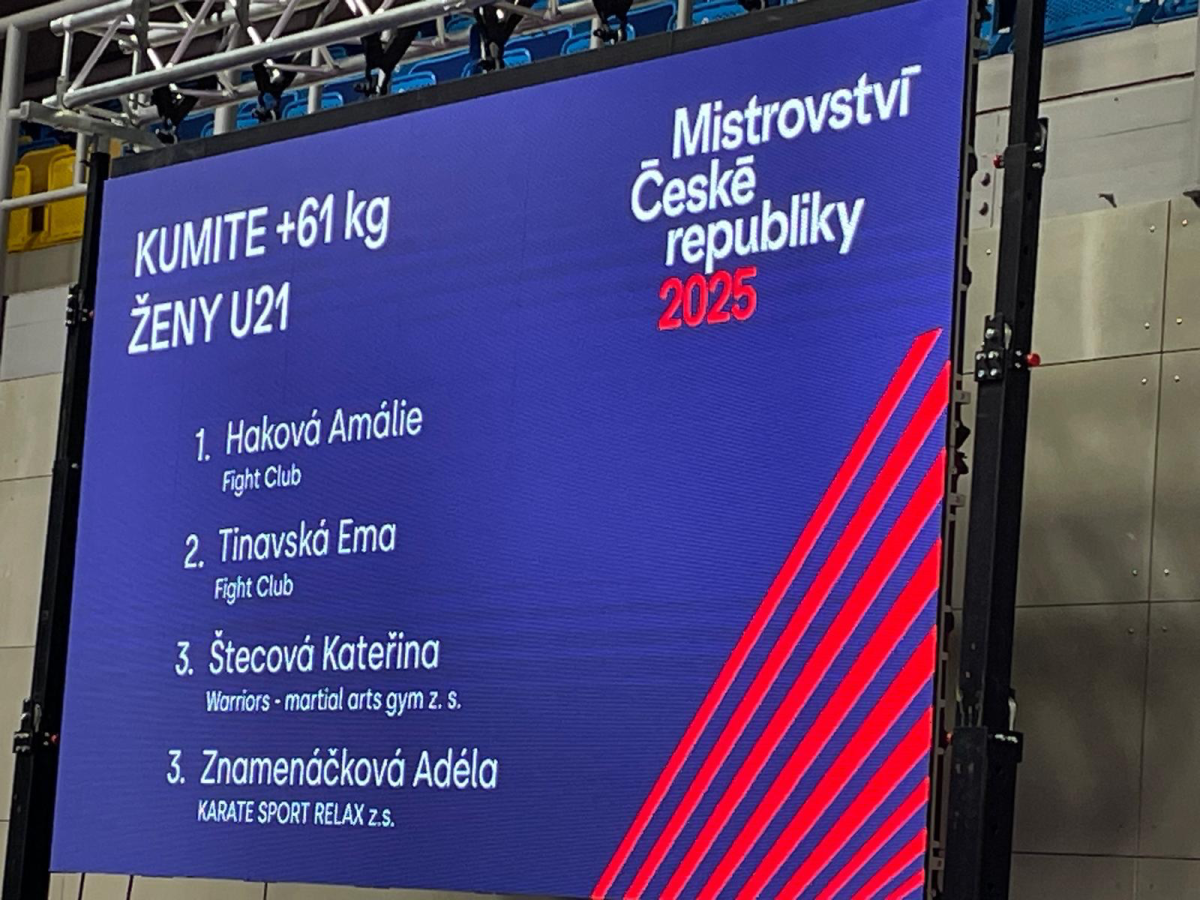 KUMITE +61 kg
ŽENY U21
Mistrovství
České
republiky
2025
1. Haková Amálie
Fight Club
2. Tinavská Ema
Fight Club
3. Štecová Kateřina
Warriors - martial arts gym z. s.
3. Znamenáčková Adéla
KARATE SPORT RELAX z.s.